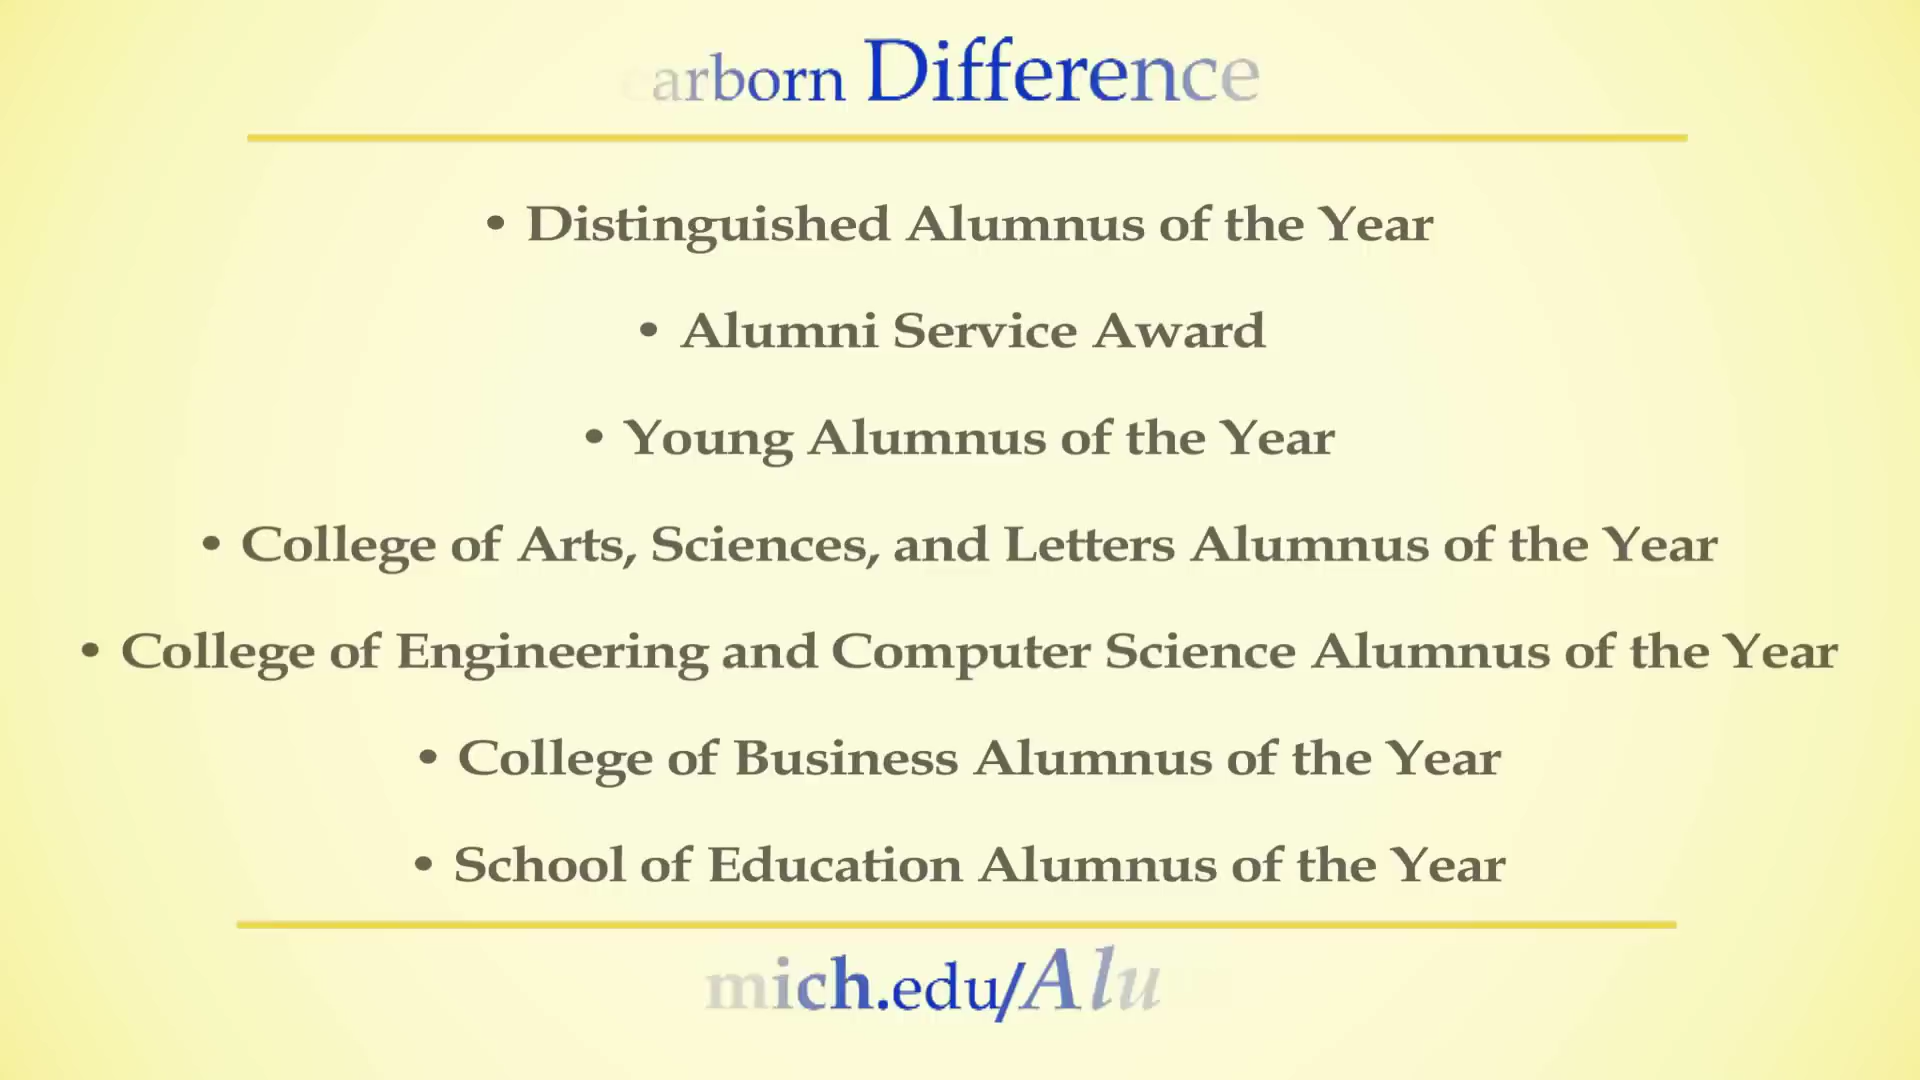 arborn Difference
• Distinguished Alumnus of the Year
• Alumni Service Award
• Young Alumnus of the Year
• College of Arts, Sciences, and Letters Alumnus of the Year
• College of Engineering and Computer Science Alumnus of the Year
• College of Business Alumnus of the Year
• School of Education Alumnus of the Year
mich.edu/Alu